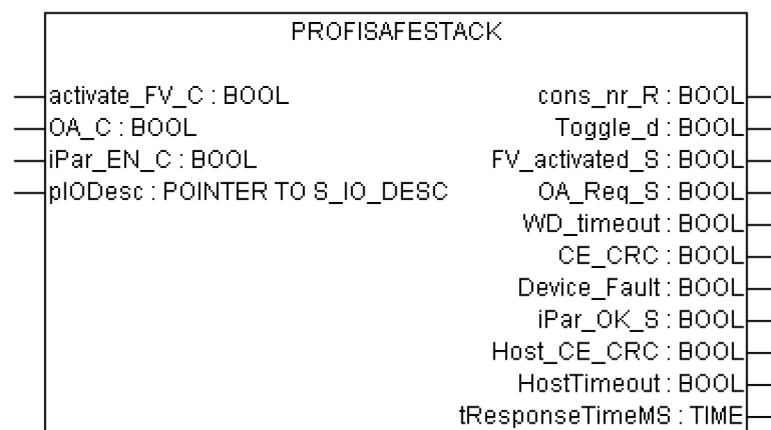 PROFISAFESTACK
activate_FV_C : BOOL cons_nr_R : BOOL
OA_C : BOOL Toggle_d : BOOL
iPar_EN_C : BOOL FV_activated_S : BOOL
pIODesc : POINTER TO S_IO_DESC OA_Req_S : BOOL
WD_timeout : BOOL
CE_CRC : BOOL
Device_Fault : BOOL
iPar_OK_S : BOOL
Host_CE_CRC : BOOL
HostTimeout : BOOL
tResponseTimeMS : TIME